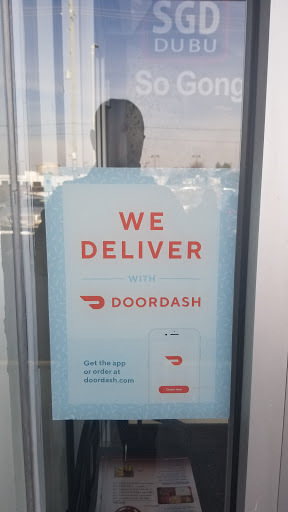 SGD
DUBU
So Gong
WE
DELIVER
WITH
DOORDASH
Get the app
or order at
doordash.com